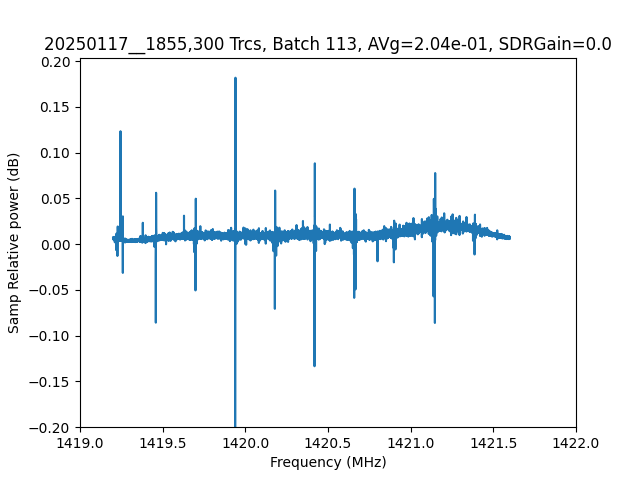 20250117__1855,300 Trcs, Batch 113, AVg=2.04e-01, SDRGain=0.0
0.20
0.15
0.10
0.05
0.00
−0.05
−0.10
−0.15
−0.20
Samp Relative power (dB)
1419.0 1419.5 1420.0 1420.5 1421.0 1421.5 1422.0
Frequency (MHz)